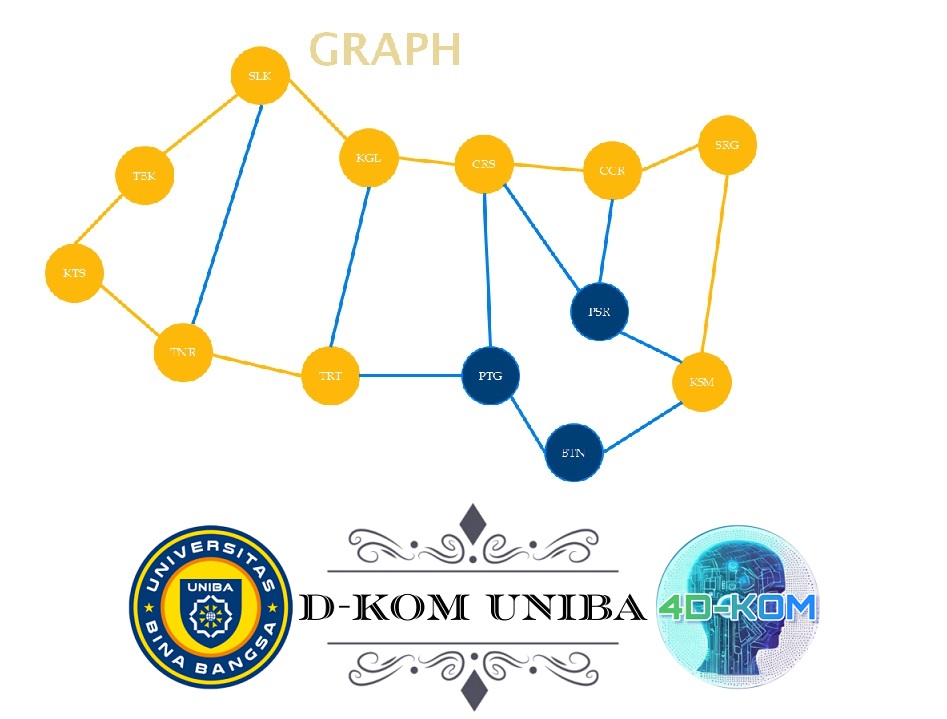 GRAPH
SLK
KGL
CRS
CCR
SRG
TBK
KTS
TNR
TRT
PTG
PSR
KSM
BTN
UNIVERSITAS
UNIBA
BINA BANGSA
D-KOM UNIBA
4D-KOM